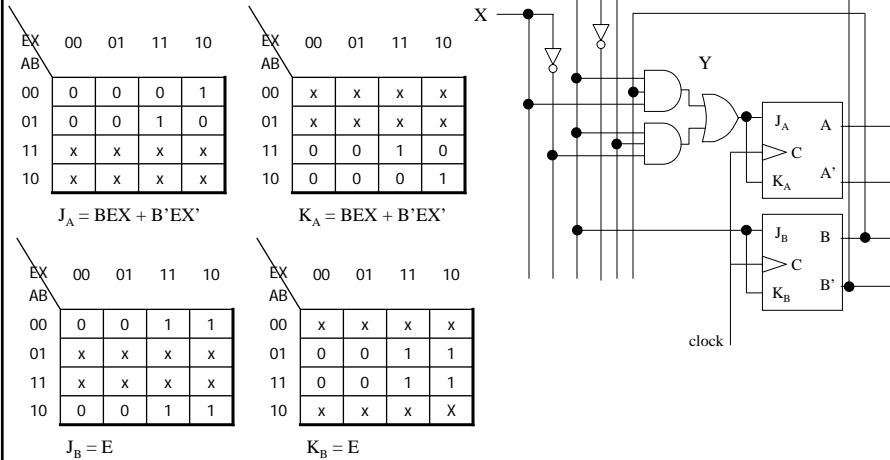 EX 00 01 11 10
AB
00 0 0 0 1
01 0 0 1 0
11 x x x x
10 x x x x
J_A = BEX + B’EX’
EX 00 01 11 10
AB
00 x x x x
01 x x x x
11 0 0 1 0
10 0 0 0 1
K_A = BEX + B’EX’
EX 00 01 11 10
AB
00 0 0 1 1
01 x x x x
11 x x x x
10 0 0 1 1
J_B = E
EX 00 01 11 10
AB
00 x x x x
01 0 0 1 1
11 0 0 1 1
10 x x x X
K_B = E
X
Y
J_A A
C
K_A A'
J_B B
C
K_B B'
clock